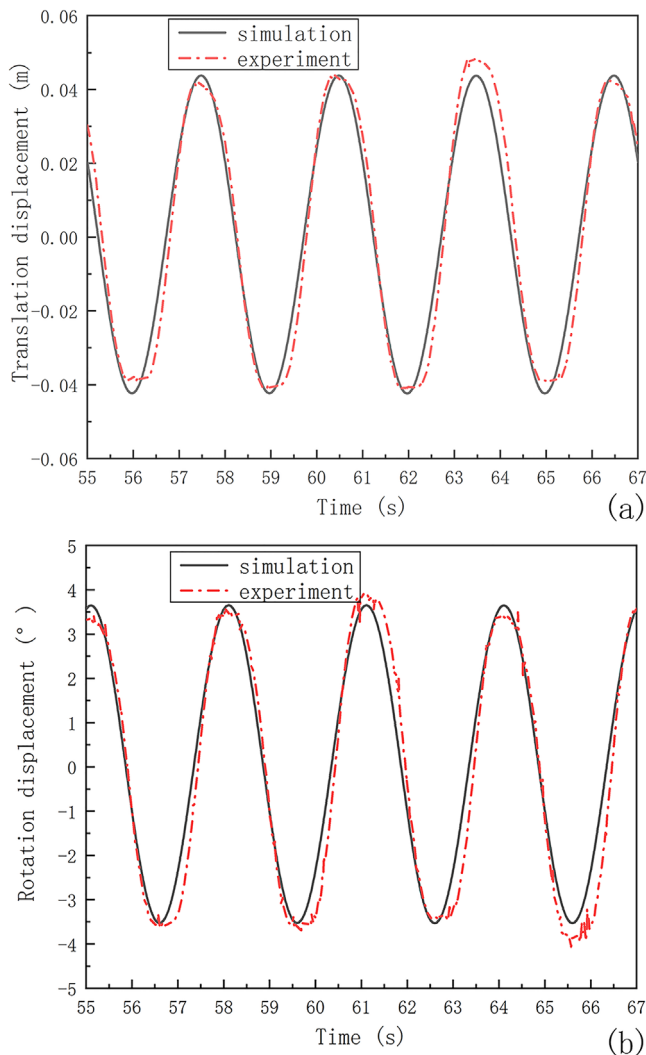 0.06
simulation
experiment
0.04
0.02
0.00
-0.02
-0.04
-0.06
Translation displacement (m)
55 56 57 58 59 60 61 62 63 64 65 66 67
Time (s)
(a)
5
simulation
experiment
4
3
2
1
0
-1
-2
-3
-4
-5
Rotation displacement (° )
55 56 57 58 59 60 61 62 63 64 65 66 67
Time (s)
(b)